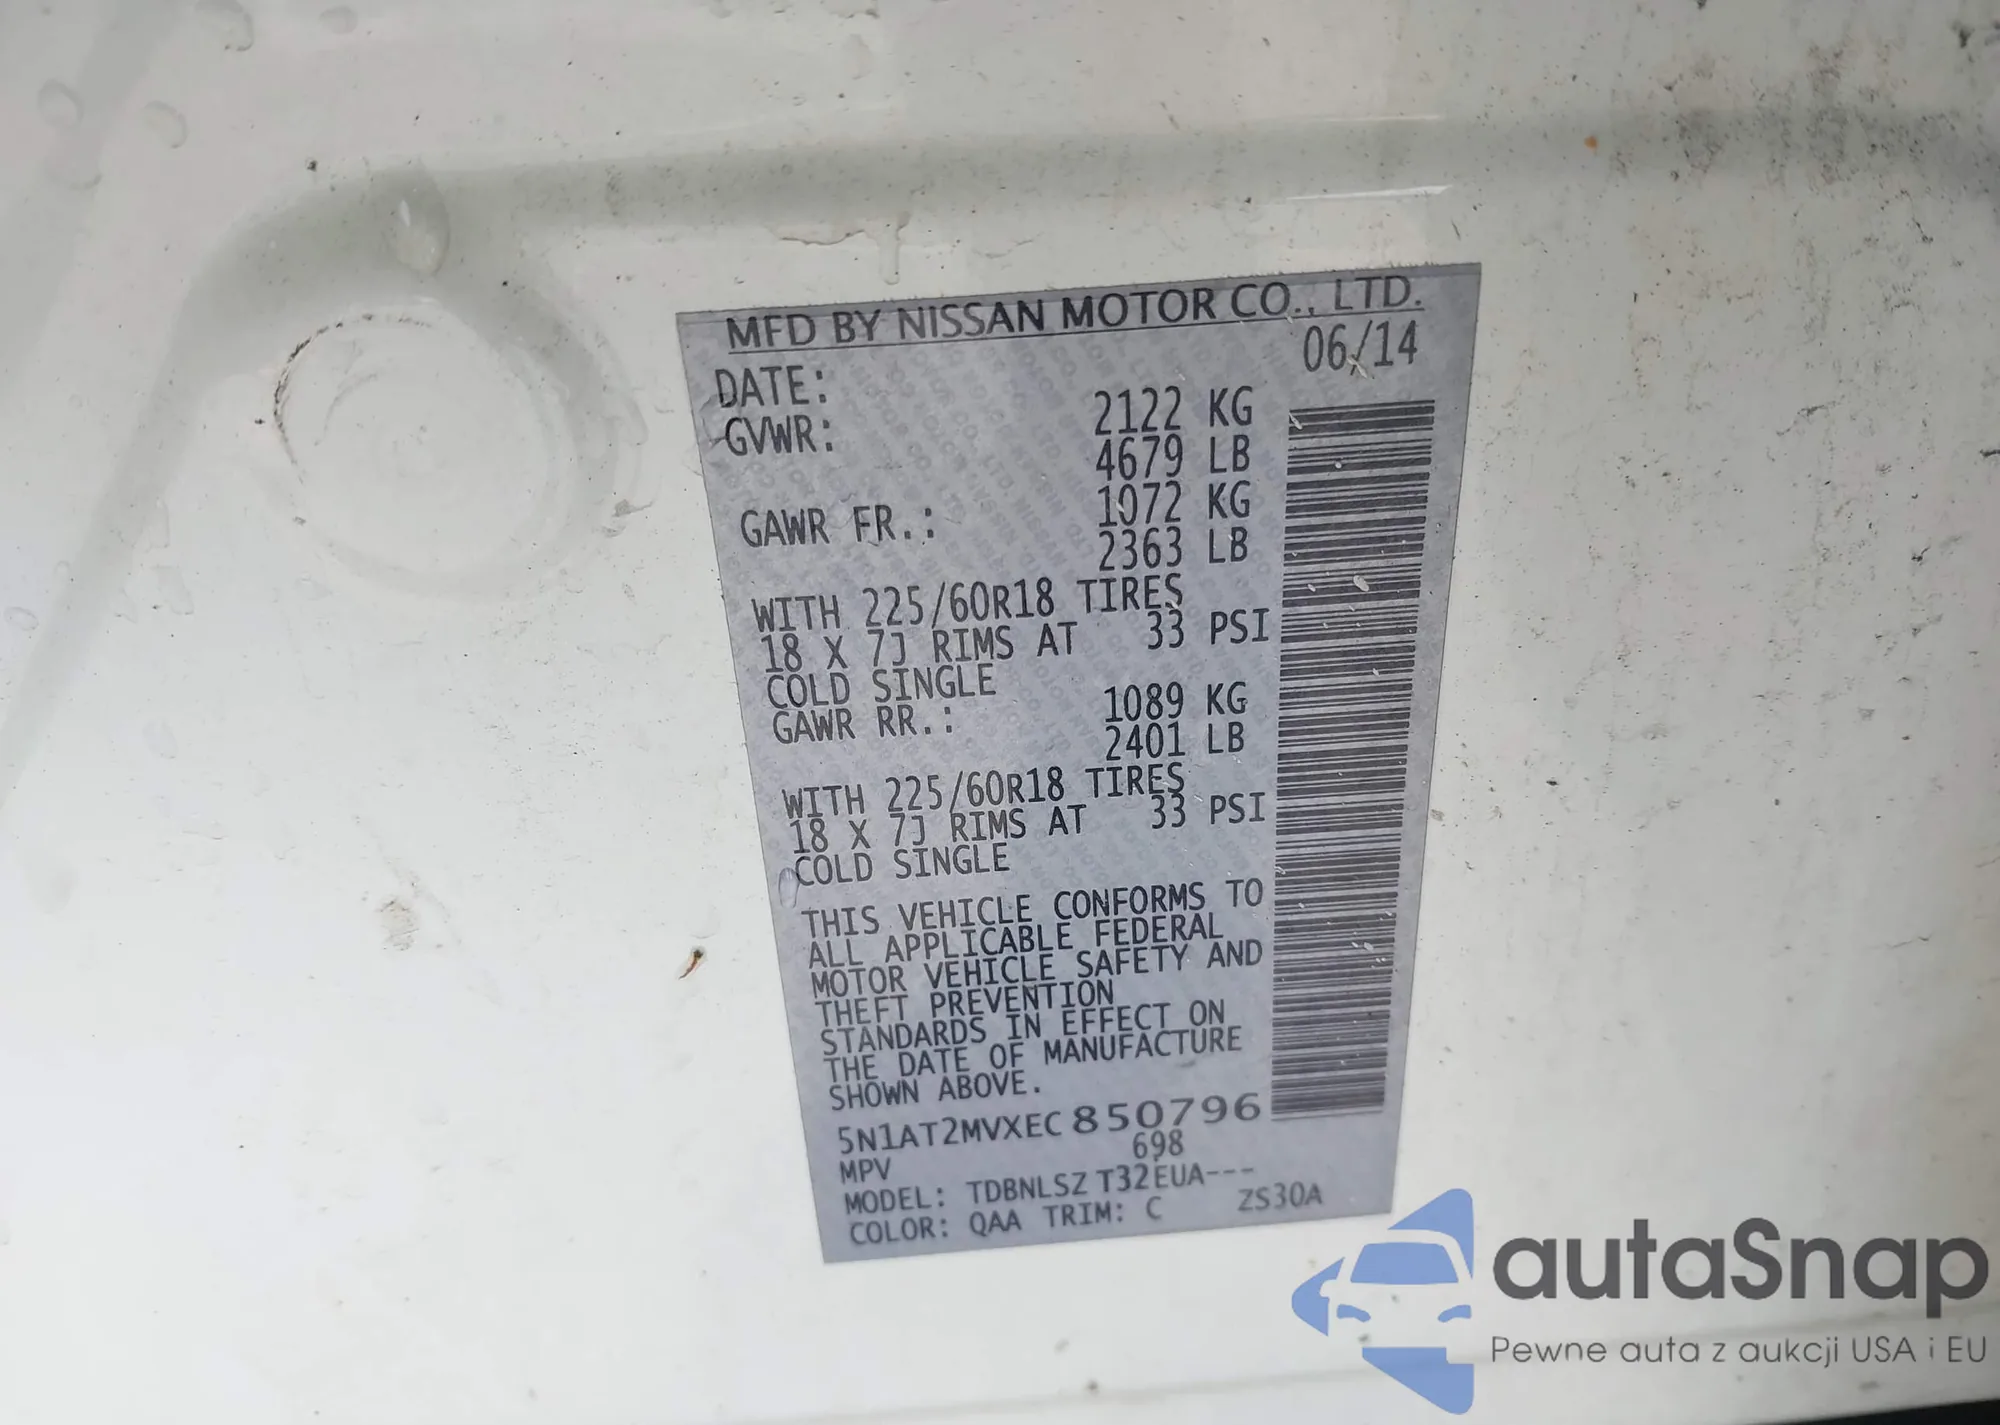 MFD BY NISSAN MOTOR CO., LTD.
DATE: 06/14
GVWR: 2122 KG
4679 LB
GAWR FR.: 1072 KG
2363 LB
WITH 225/60R18 TIRES
18 X 7J RIMS AT 33 PSI
COLD SINGLE
GAWR RR.: 1089 KG
2401 LB
WITH 225/60R18 TIRES
18 X 7J RIMS AT 33 PSI
COLD SINGLE
THIS VEHICLE CONFORMS TO
ALL APPLICABLE FEDERAL
MOTOR VEHICLE SAFETY AND
THEFT PREVENTION
STANDARDS IN EFFECT ON
THE DATE OF MANUFACTURE
SHOWN ABOVE.
5N1AT2MVXEC850796
MPV 698
MODEL: TDBNLSZ T32EUA---
COLOR: QAA TRIM: C ZS30A
autaSnap
Pewne auta z aukcji USA i EU